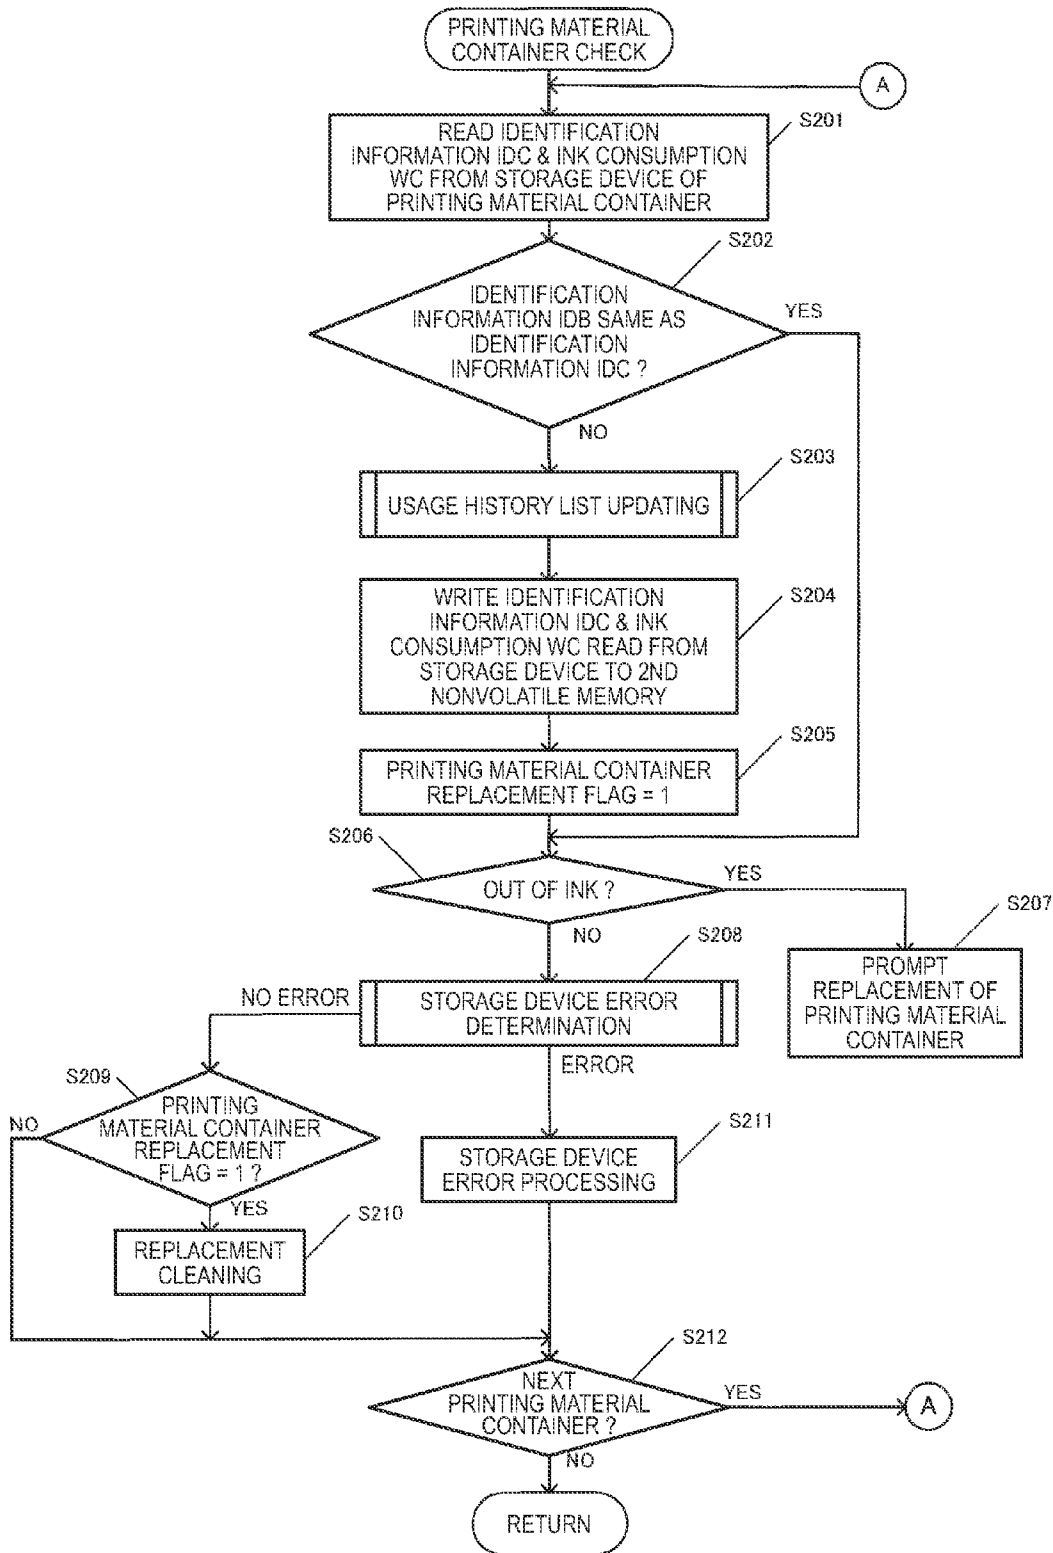 PRINTING MATERIAL
CONTAINER CHECK
A
S201
READ IDENTIFICATION
INFORMATION IDC & INK CONSUMPTION
WC FROM STORAGE DEVICE OF
PRINTING MATERIAL CONTAINER
S202
IDENTIFICATION
INFORMATION IDB SAME AS
IDENTIFICATION
INFORMATION IDC ?
YES
NO
S203
USAGE HISTORY LIST UPDATING
S204
WRITE IDENTIFICATION
INFORMATION IDC & INK
CONSUMPTION WC READ FROM
STORAGE DEVICE TO 2ND
NONVOLATILE MEMORY
S205
PRINTING MATERIAL CONTAINER
REPLACEMENT FLAG = 1
S206
OUT OF INK ?
YES
NO
S207
PROMPT
REPLACEMENT OF
PRINTING MATERIAL
CONTAINER
S208
STORAGE DEVICE ERROR
DETERMINATION
NO ERROR
ERROR
S209
PRINTING
MATERIAL CONTAINER
REPLACEMENT
FLAG = 1 ?
NO
YES
S210
REPLACEMENT
CLEANING
S211
STORAGE DEVICE
ERROR PROCESSING
S212
NEXT
PRINTING MATERIAL
CONTAINER ?
YES
A
NO
RETURN